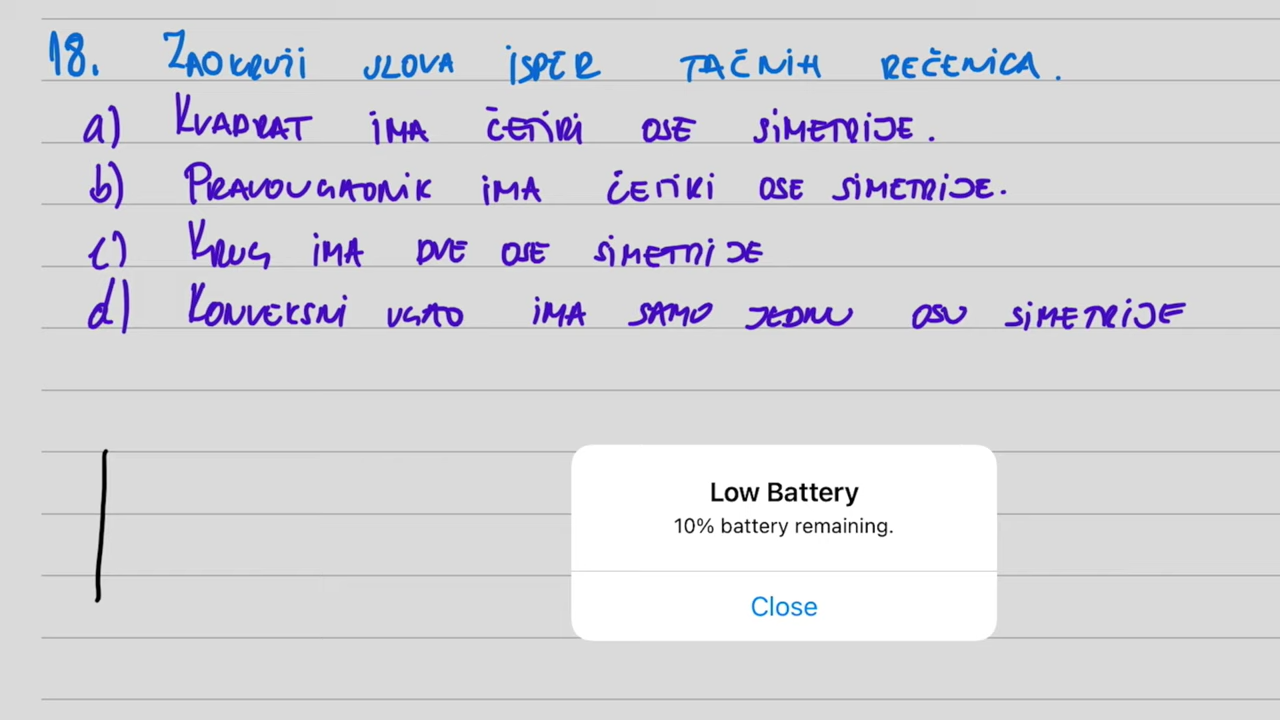 18. ZAOKRUŽI SLOVA ISPER TAČNIH REČENICA.
a) KVADRAT IMA ČETIRI OSE SIMETRIJE.
b) PRAVOUGAONIK IMA ČETIRI OSE SIMETRIJE.
c) KRUG IMA DVE OSE SIMETRIJE
d) KONVEKSNI UGAO IMA SAMO JEDNU OSU SIMETRIJE
Low Battery
10% battery remaining.
Close